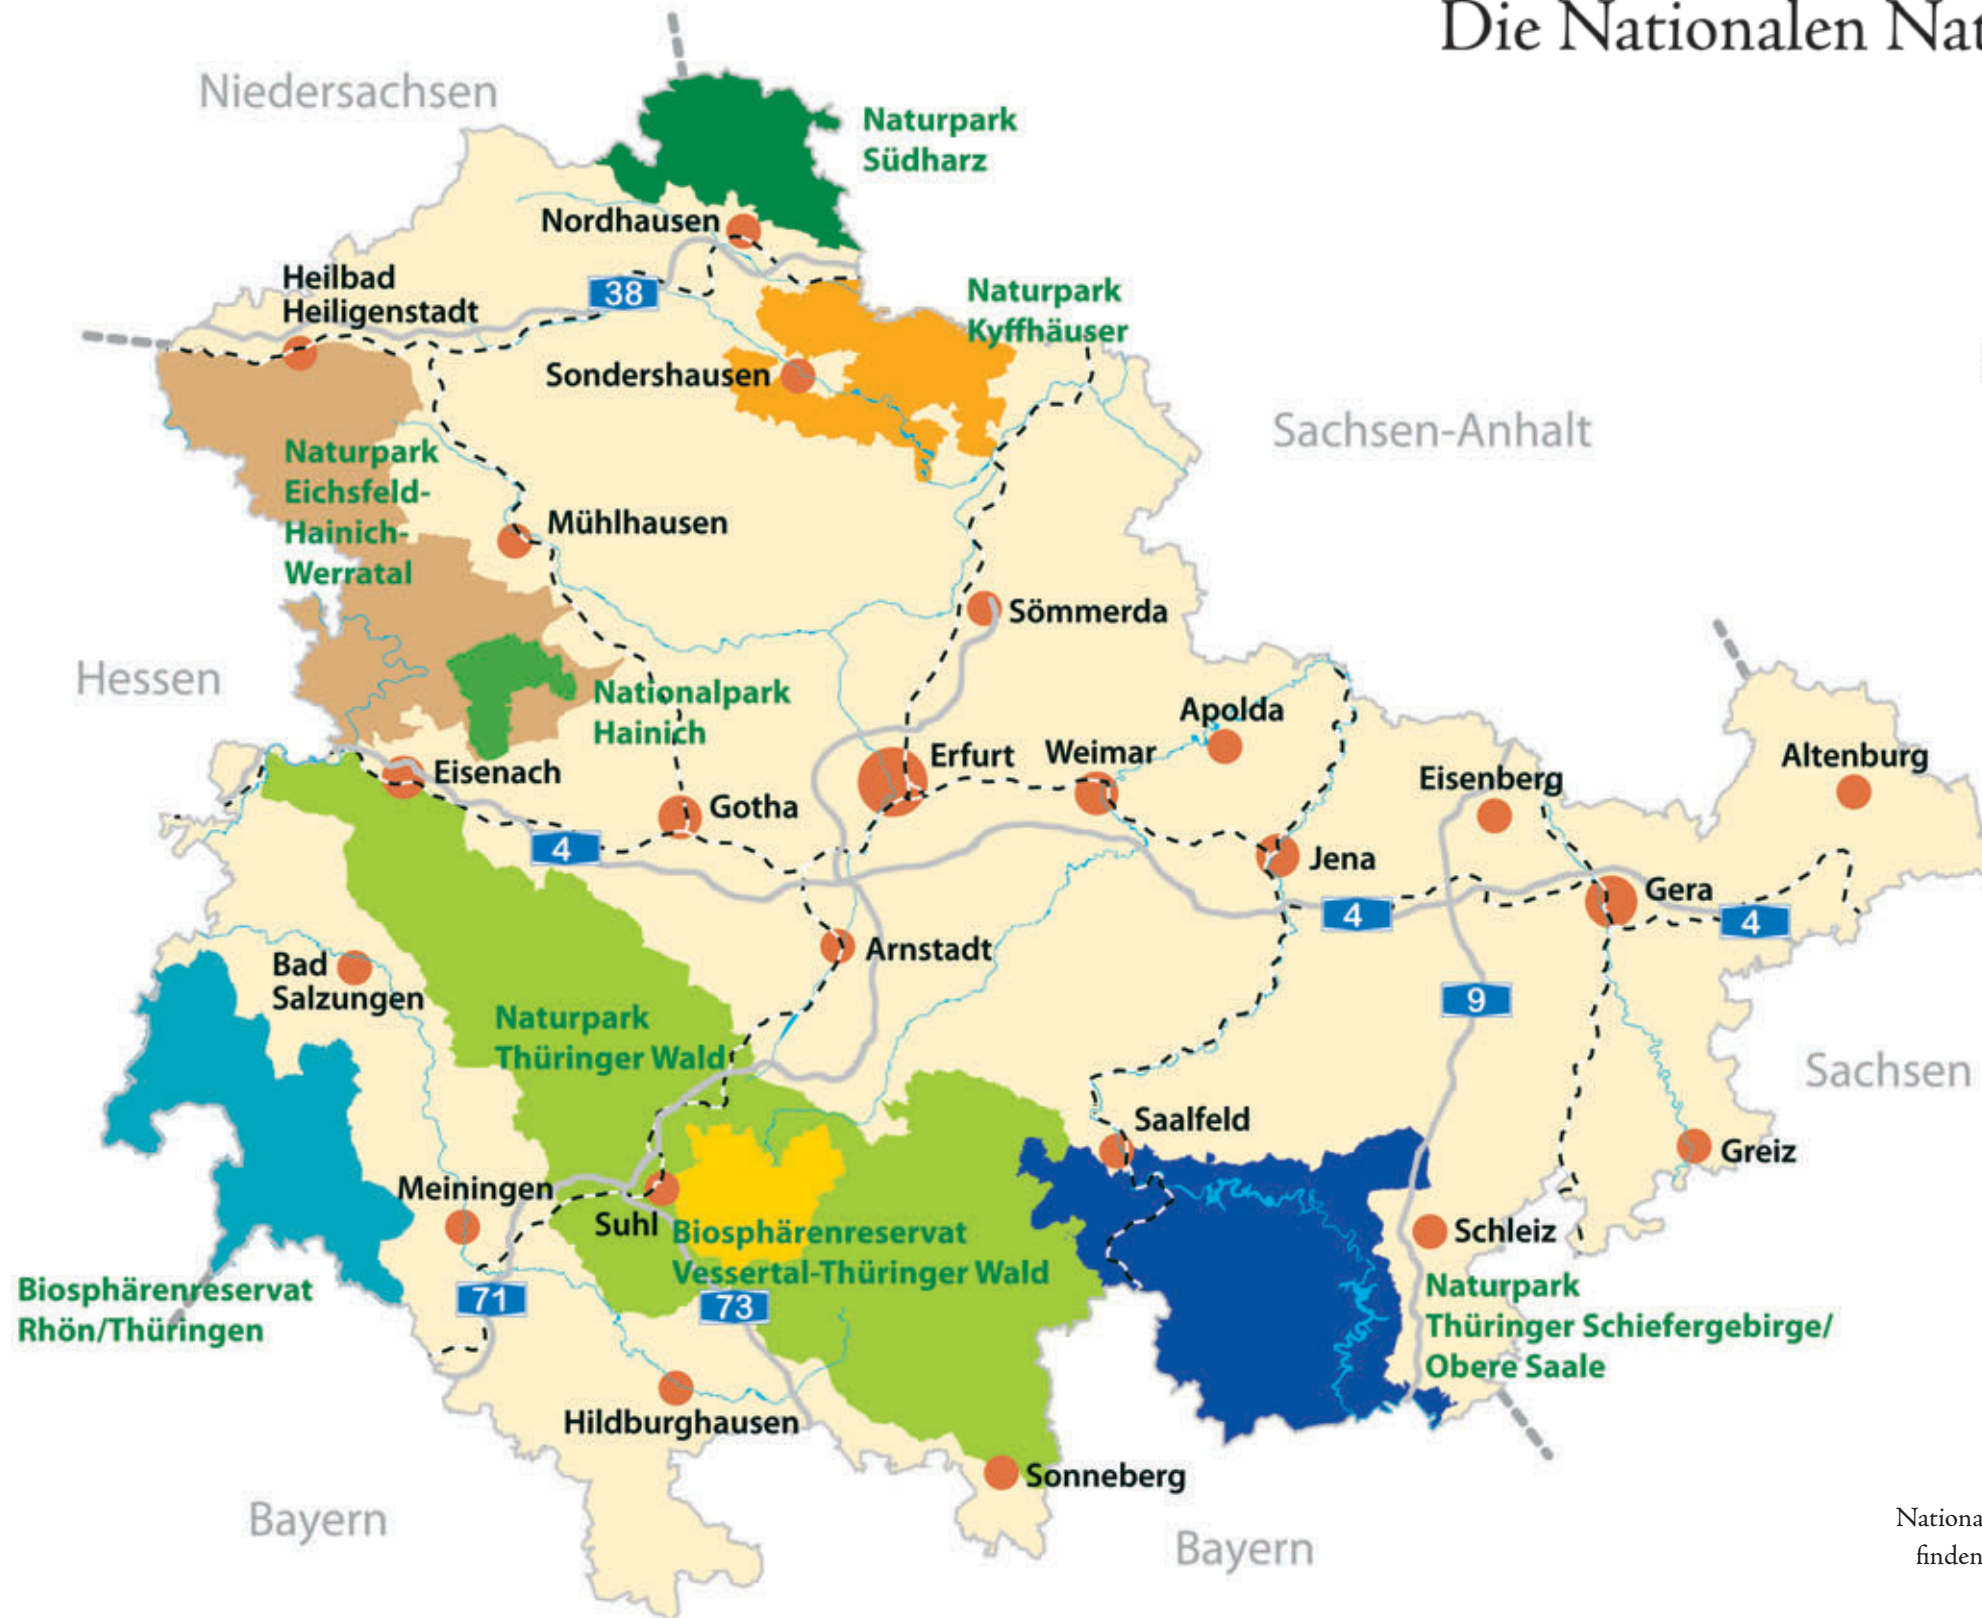 Die Nationalen Nat
Niedersachsen
Naturpark
Südharz
Nordhausen
Heilbad
Heiligenstadt
38
Naturpark
Kyffhäuser
Sondershausen
Sachsen-Anhalt
Naturpark
Eichsfeld-
Hainich-
Werratal
Mühlhausen
Sömmerda
Hessen
Nationalpark
Hainich
Apolda
Erfurt
Weimar
Altenburg
Eisenach
Eisenberg
Gotha
4
Jena
Gera
4
4
Arnstadt
Bad
Salzungen
9
Naturpark
Thüringer Wald
Sachsen
Saalfeld
Greiz
Meiningen
Suhl
Biosphärenreservat
Vessertal-Thüringer Wald
Schleiz
Biosphärenreservat
Rhön/Thüringen
71
73
Naturpark
Thüringer Schiefergebirge/
Obere Saale
Hildburghausen
Sonneberg
Bayern
Bayern
Nationa
finden